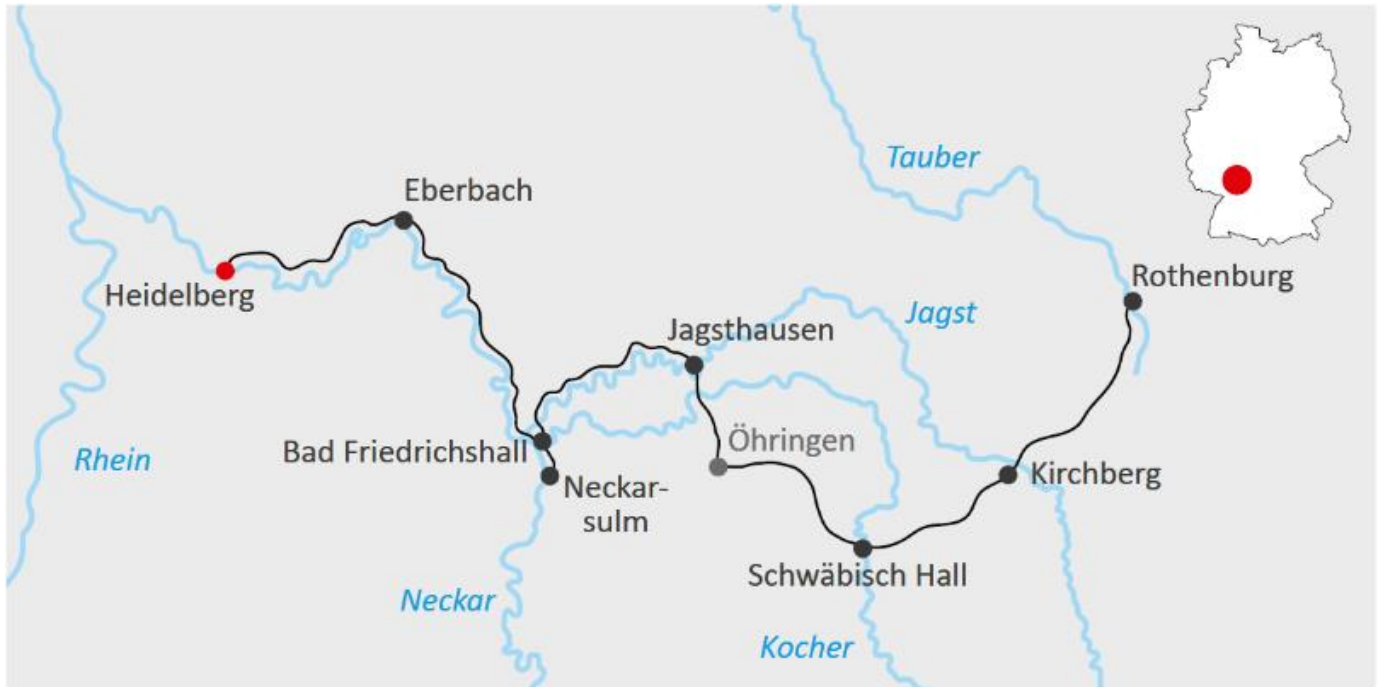 Tauber
Eberbach
Rothenburg
Heidelberg
Jagst
Jagsthausen
Öhringen
Bad Friedrichshall
Rhein
Kirchberg
Neckar-
sulm
Schwäbisch Hall
Neckar
Kocher